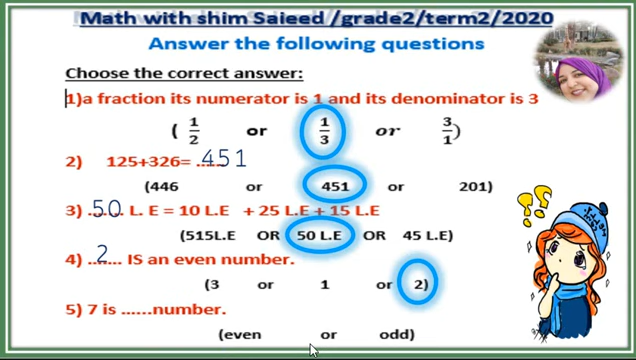 Math with shim Saieed /grade2/term2/2020
Answer the following questions
Choose the correct answer:
1)a fraction its numerator is 1 and its denominator is 3
( 1/2 or 1/3 or 3/1)
2) 125+326= ...451
(446 or 451 or 201)
3) .50.. L. E = 10 L.E + 25 L.E + 15 L.E
(515L.E OR 50 L.E OR 45 L.E)
4) ..2.... IS an even number.
(3 or 1 or 2)
5) 7 is ......number.
(even or odd)